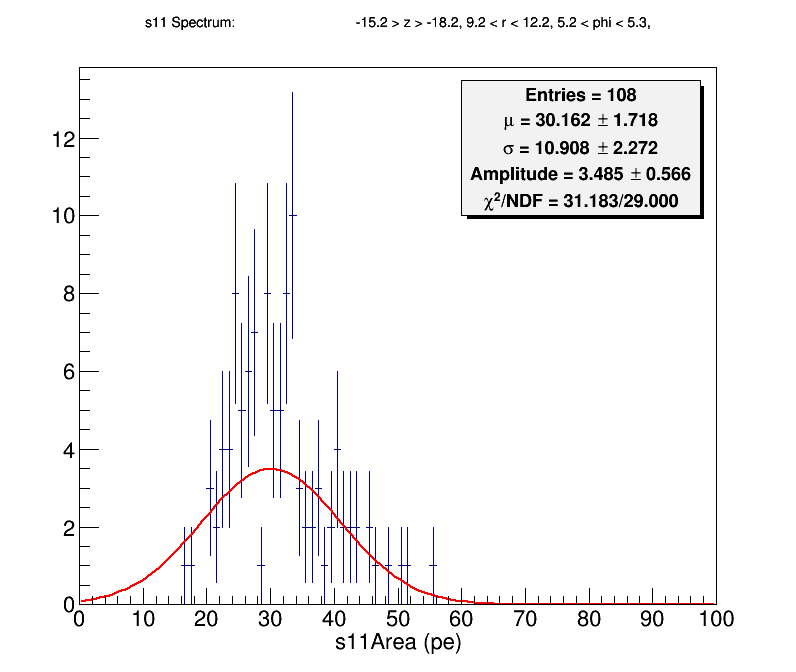 s11 Spectrum: -15.2 > z > -18.2, 9.2 < r < 12.2, 5.2 < phi < 5.3,
Entries = 108
μ = 30.162 ± 1.718
σ = 10.908 ± 2.272
Amplitude = 3.485 ± 0.566
χ²/NDF = 31.183/29.000
12
10
8
6
4
2
0
0 10 20 30 40 50 60 70 80 90 100
s11Area (pe)